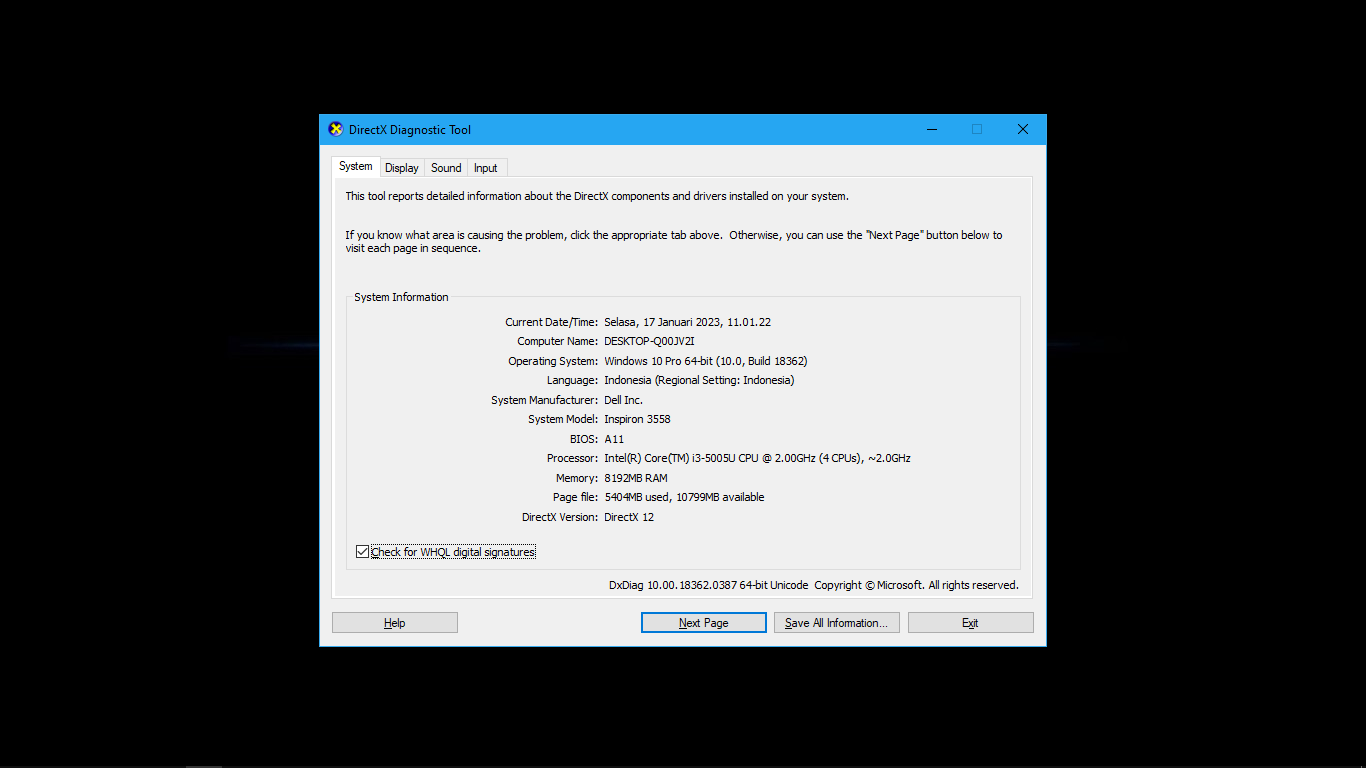 DirectX Diagnostic Tool
System Display Sound Input
This tool reports detailed information about the DirectX components and drivers installed on your system.
If you know what area is causing the problem, click the appropriate tab above.  Otherwise, you can use the "Next Page" button below to
visit each page in sequence.
System Information
Current Date/Time: Selasa, 17 Januari 2023, 11.01.22
Computer Name: DESKTOP-Q00JV2I
Operating System: Windows 10 Pro 64-bit (10.0, Build 18362)
Language: Indonesia (Regional Setting: Indonesia)
System Manufacturer: Dell Inc.
System Model: Inspiron 3558
BIOS: A11
Processor: Intel(R) Core(TM) i3-5005U CPU @ 2.00GHz (4 CPUs), ~2.0GHz
Memory: 8192MB RAM
Page file: 5404MB used, 10799MB available
DirectX Version: DirectX 12
Check for WHQL digital signatures
DxDiag 10.00.18362.0387 64-bit Unicode  Copyright © Microsoft. All rights reserved.
Help Next Page Save All Information... Exit